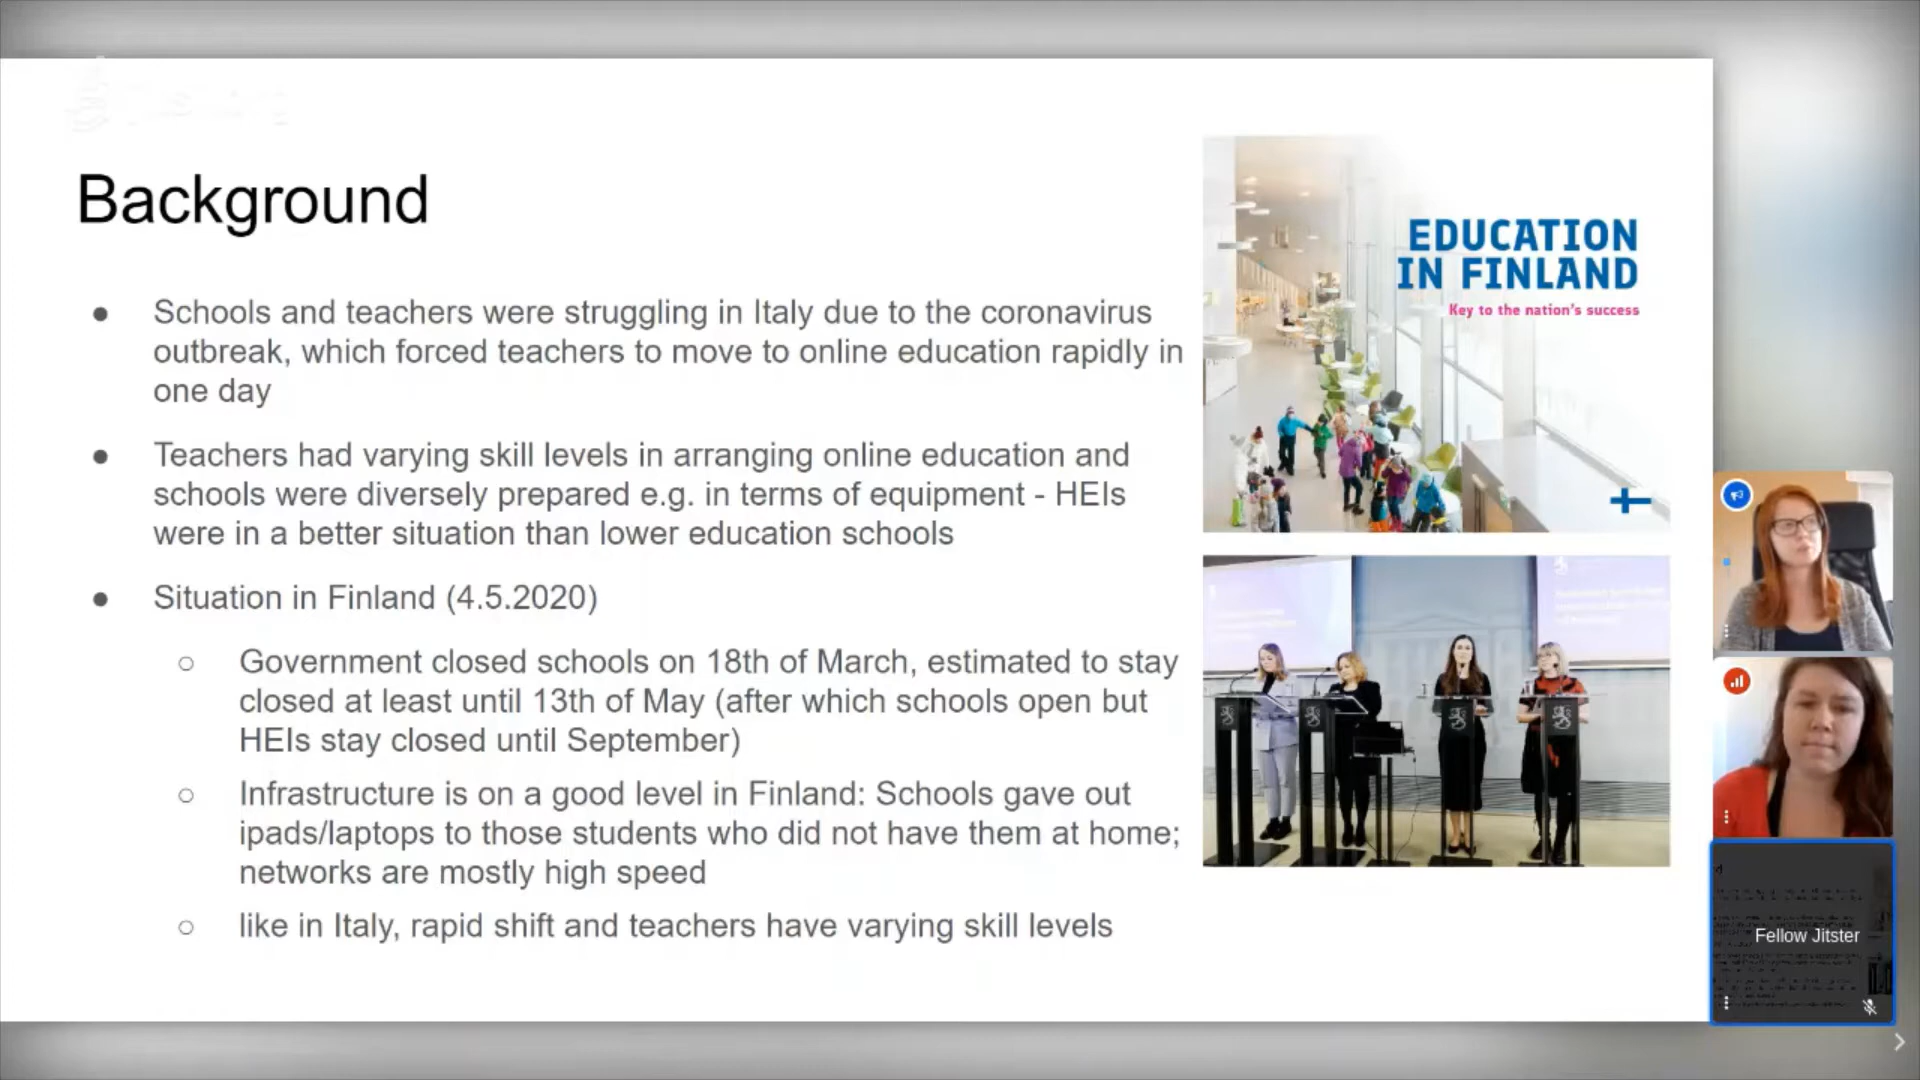 Background
● Schools and teachers were struggling in Italy due to the coronavirus
outbreak, which forced teachers to move to online education rapidly in
one day
● Teachers had varying skill levels in arranging online education and
schools were diversely prepared e.g. in terms of equipment - HEIs
were in a better situation than lower education schools
● Situation in Finland (4.5.2020)
○ Government closed schools on 18th of March, estimated to stay
closed at least until 13th of May (after which schools open but
HEIs stay closed until September)
○ Infrastructure is on a good level in Finland: Schools gave out
ipads/laptops to those students who did not have them at home;
networks are mostly high speed
○ like in Italy, rapid shift and teachers have varying skill levels
EDUCATION
IN FINLAND
Key to the nation's success
Fellow Jitster